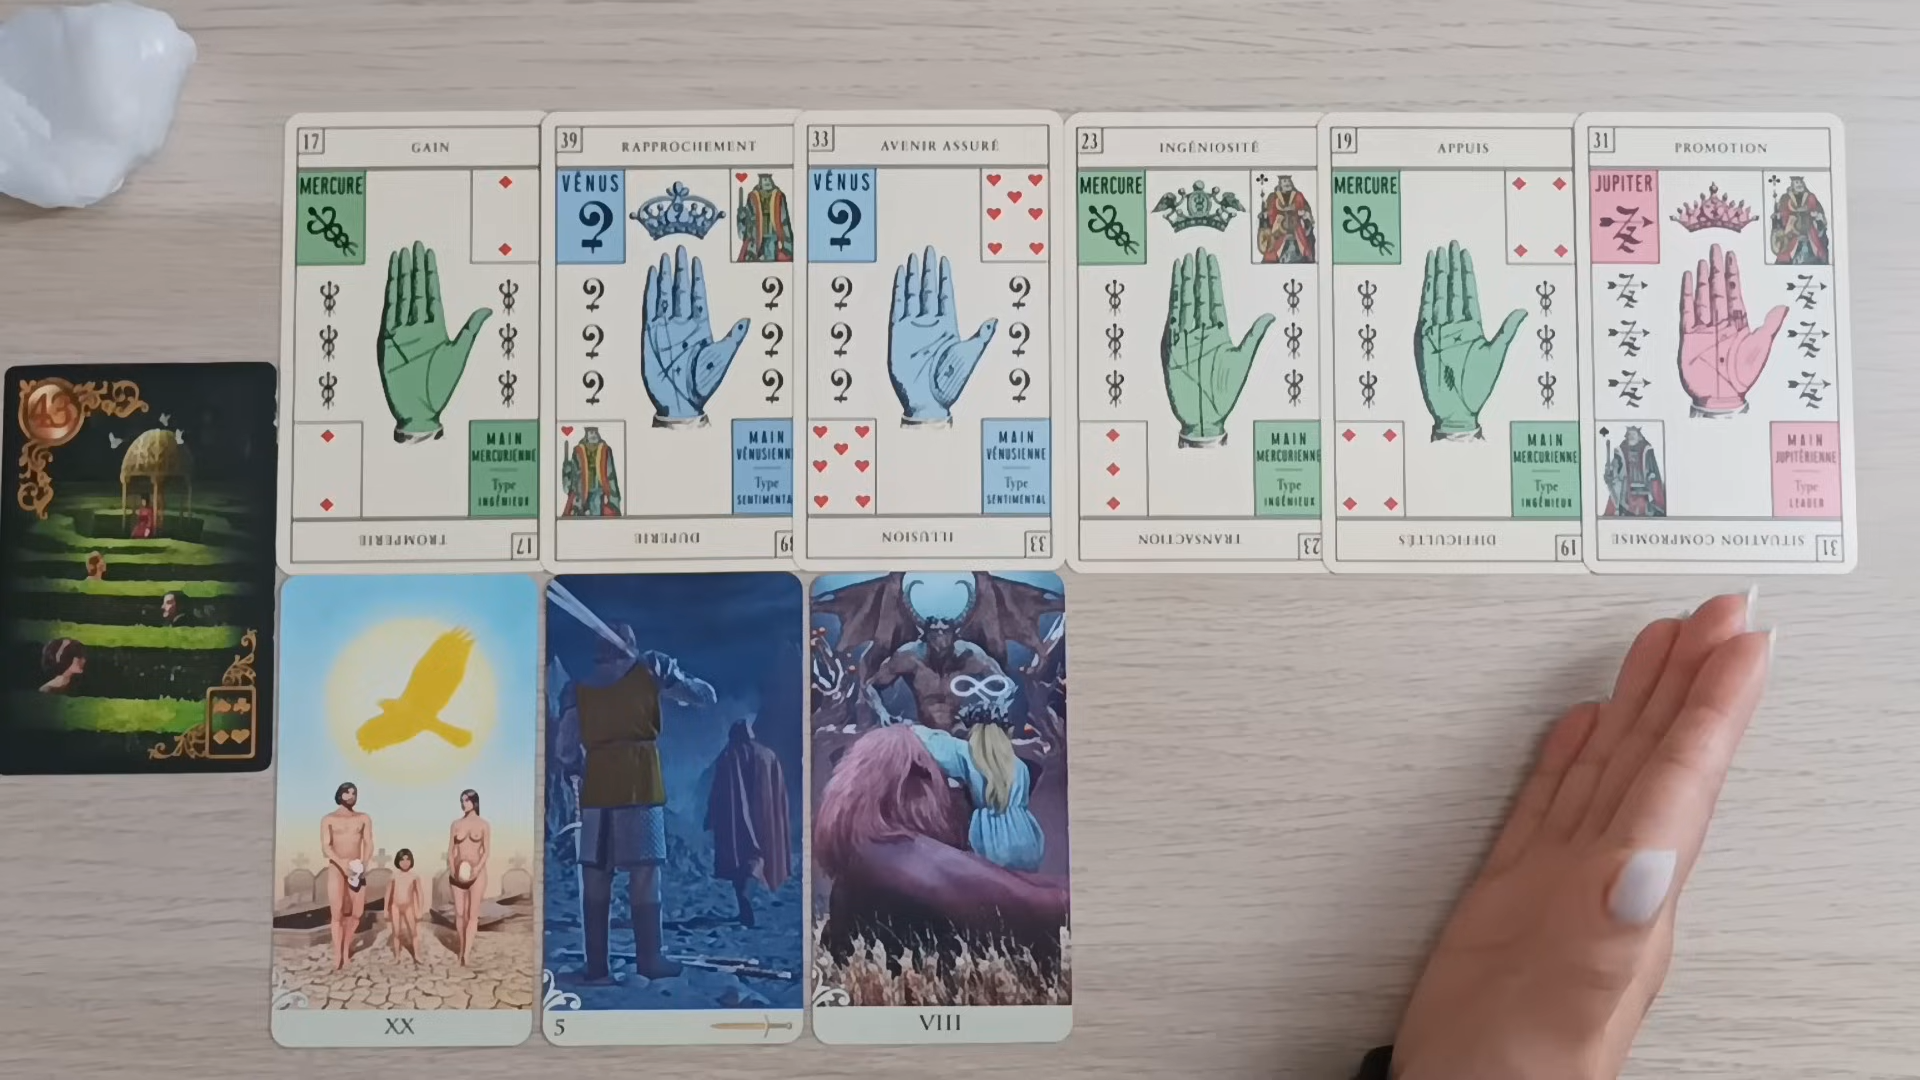 17
GAIN
MERCURE
MAIN
MERCURIENNE
Type
INGÉNIEUX
TROMPERIE
17
39
RAPPROCHEMENT
VÉNUS
MAIN
VÉNUSIENN
Type
SENTIMENTA
DUPERIE
39
33
AVENIR ASSURÉ
VÉNUS
MAIN
VÉNUSIENNE
Type
SENTIMENTAL
ILLUSION
33
23
INGÉNIOSITÉ
MERCURE
MAIN
MERCURIENNE
Type
INGÉNIEUX
TRANSACTION
23
19
APPUIS
MERCURE
MAIN
MERCURIENNE
Type
INGÉNIEUX
DIFFICULTÉS
19
31
PROMOTION
JUPITER
MAIN
JUPITÉRIENNE
Type
LEADER
SITUATION COMPROMISE
31
43
XX
5
VIII